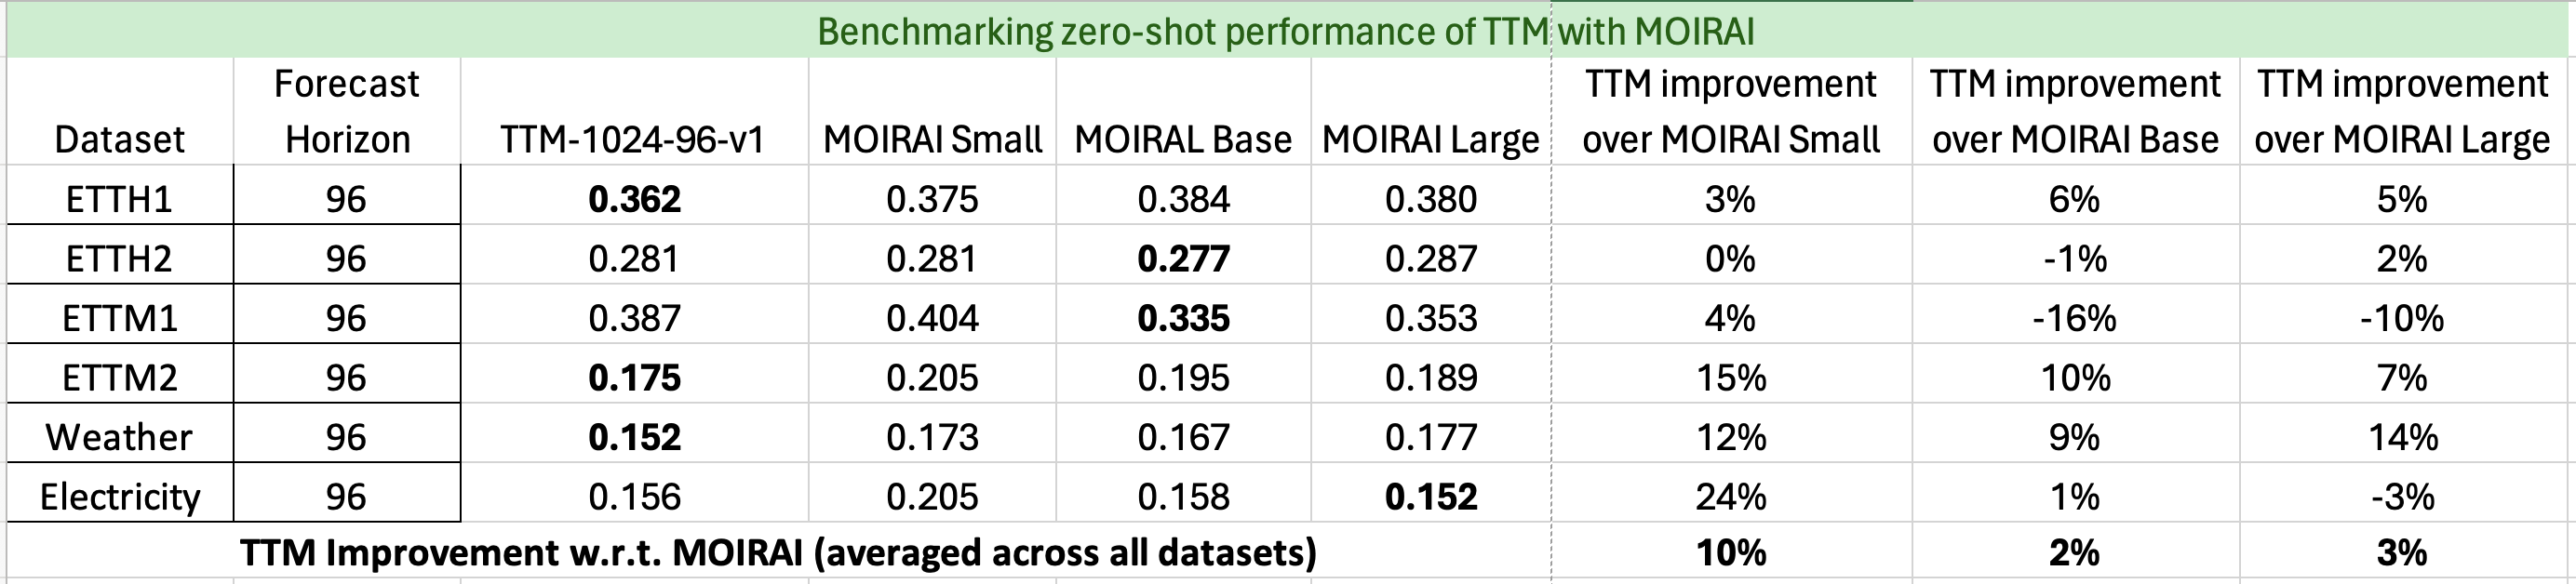 Benchmarking zero-shot performance of TTM with MOIRAI
Dataset Forecast Horizon TTM-1024-96-v1 MOIRAI Small MOIRAL Base MOIRAI Large TTM improvement over MOIRAI Small TTM improvement over MOIRAI Base TTM improvement over MOIRAI Large
ETTH1 96 0.362 0.375 0.384 0.380 3% 6% 5%
ETTH2 96 0.281 0.281 0.277 0.287 0% -1% 2%
ETTM1 96 0.387 0.404 0.335 0.353 4% -16% -10%
ETTM2 96 0.175 0.205 0.195 0.189 15% 10% 7%
Weather 96 0.152 0.173 0.167 0.177 12% 9% 14%
Electricity 96 0.156 0.205 0.158 0.152 24% 1% -3%
TTM Improvement w.r.t. MOIRAI (averaged across all datasets) 10% 2% 3%